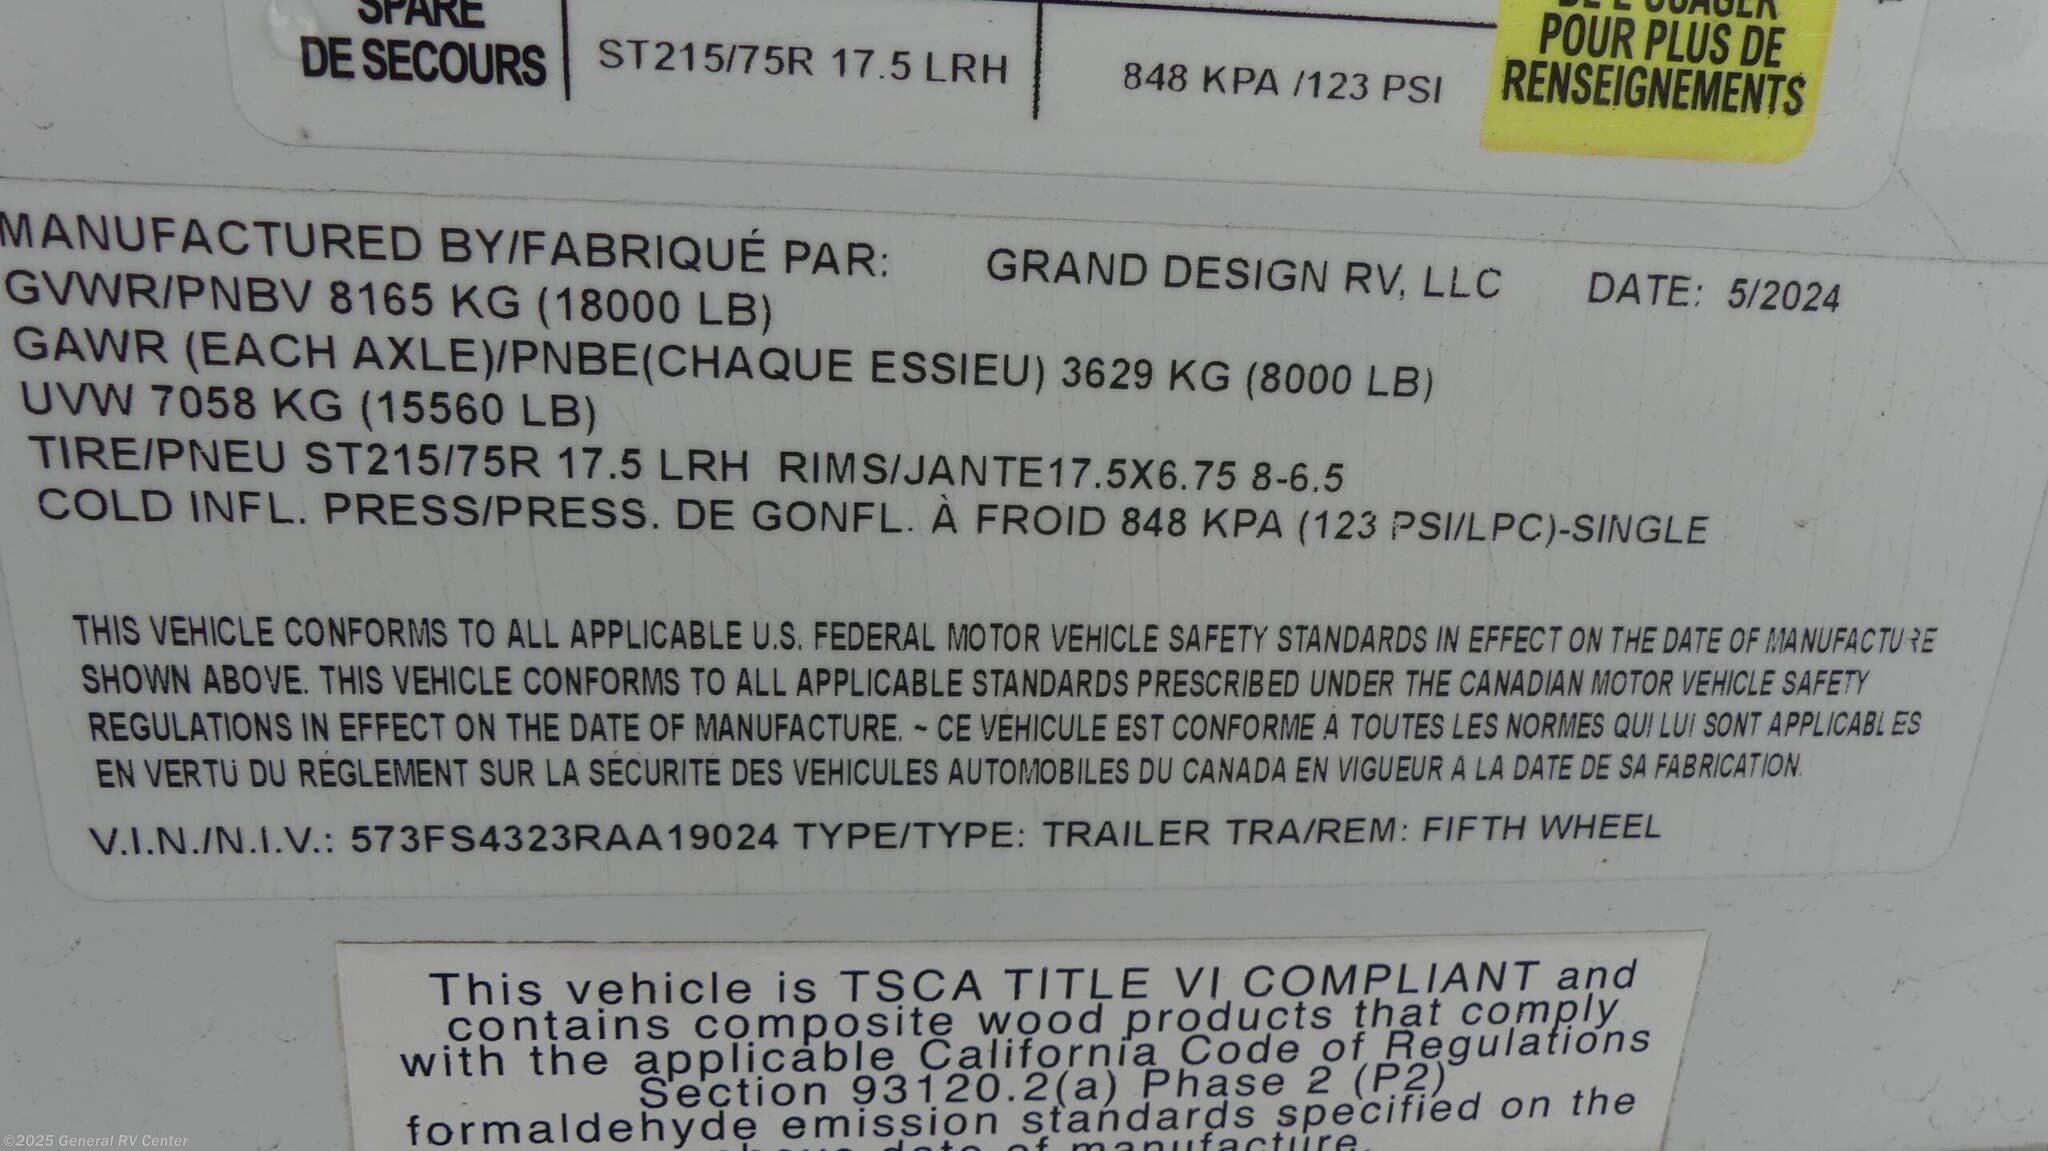 SPARE
DE SECOURS
ST215/75R 17.5 LRH
848 KPA /123 PSI
DE L'USAGER
POUR PLUS DE
RENSEIGNEMENTS
MANUFACTURED BY/FABRIQUÉ PAR: GRAND DESIGN RV, LLC DATE: 5/2024
GVWR/PNBV 8165 KG (18000 LB)
GAWR (EACH AXLE)/PNBE(CHAQUE ESSIEU) 3629 KG (8000 LB)
UVW 7058 KG (15560 LB)
TIRE/PNEU ST215/75R 17.5 LRH RIMS/JANTE17.5X6.75 8-6.5
COLD INFL. PRESS/PRESS. DE GONFL. À FROID 848 KPA (123 PSI/LPC)-SINGLE
THIS VEHICLE CONFORMS TO ALL APPLICABLE U.S. FEDERAL MOTOR VEHICLE SAFETY STANDARDS IN EFFECT ON THE DATE OF MANUFACTURE
SHOWN ABOVE. THIS VEHICLE CONFORMS TO ALL APPLICABLE STANDARDS PRESCRIBED UNDER THE CANADIAN MOTOR VEHICLE SAFETY
REGULATIONS IN EFFECT ON THE DATE OF MANUFACTURE. ~ CE VÉHICULE EST CONFORME À TOUTES LES NORMES QUI LUI SONT APPLICABLES
EN VERTU DU RÉGLEMENT SUR LA SÉCURITÉ DES VÉHICULES AUTOMOBILES DU CANADA EN VIGUEUR À LA DATE DE SA FABRICATION.
V.I.N./N.I.V.: 573FS4323RAA19024 TYPE/TYPE: TRAILER TRA/REM: FIFTH WHEEL
This vehicle is TSCA TITLE VI COMPLIANT and
contains composite wood products that comply
with the applicable California Code of Regulations
Section 93120.2(a) Phase 2 (P2)
formaldehyde emission standards specified on the
above date of manufacture.
©2025 General RV Center